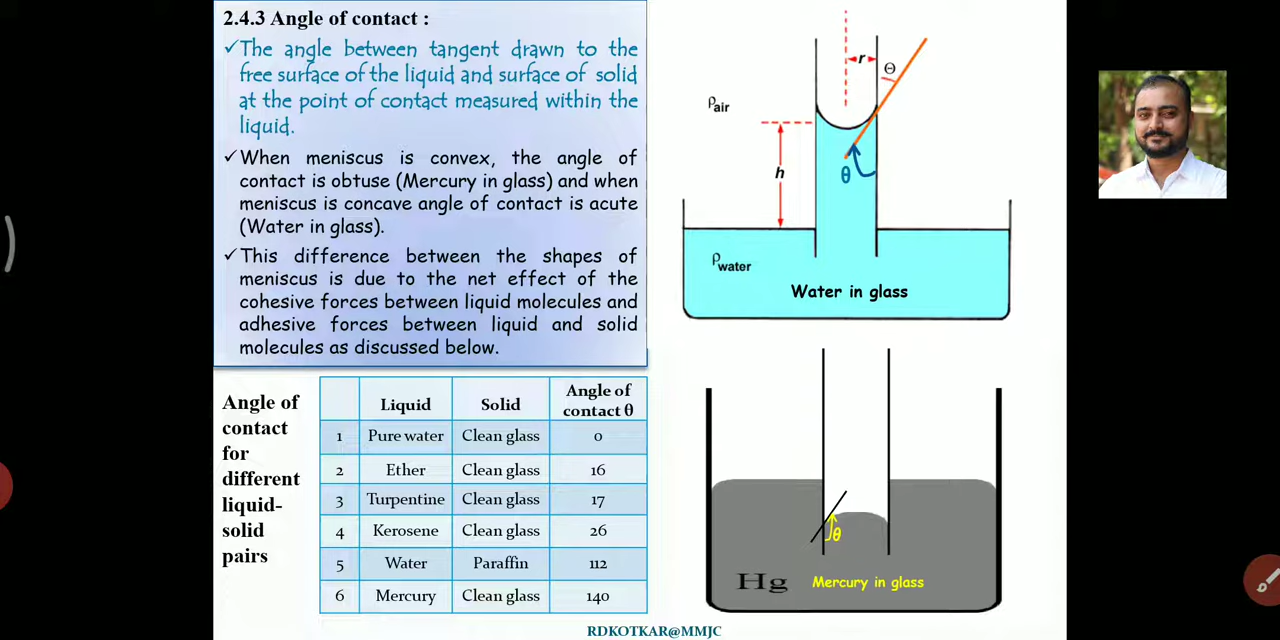 2.4.3 Angle of contact :
✓The angle between tangent drawn to the
free surface of the liquid and surface of solid
at the point of contact measured within the
liquid.
✓When meniscus is convex, the angle of
contact is obtuse (Mercury in glass) and when
meniscus is concave angle of contact is acute
(Water in glass).
✓This difference between the shapes of
meniscus is due to the net effect of the
cohesive forces between liquid molecules and
adhesive forces between liquid and solid
molecules as discussed below.
Angle of
contact
for
different
liquid-
solid
pairs
Liquid Solid Angle of
contact θ
1 Pure water Clean glass 0
2 Ether Clean glass 16
3 Turpentine Clean glass 17
4 Kerosene Clean glass 26
5 Water Paraffin 112
6 Mercury Clean glass 140
r
Θ
ρair
h
θ
ρwater
Water in glass
θ
Hg Mercury in glass
RDKOTKAR@MMJC